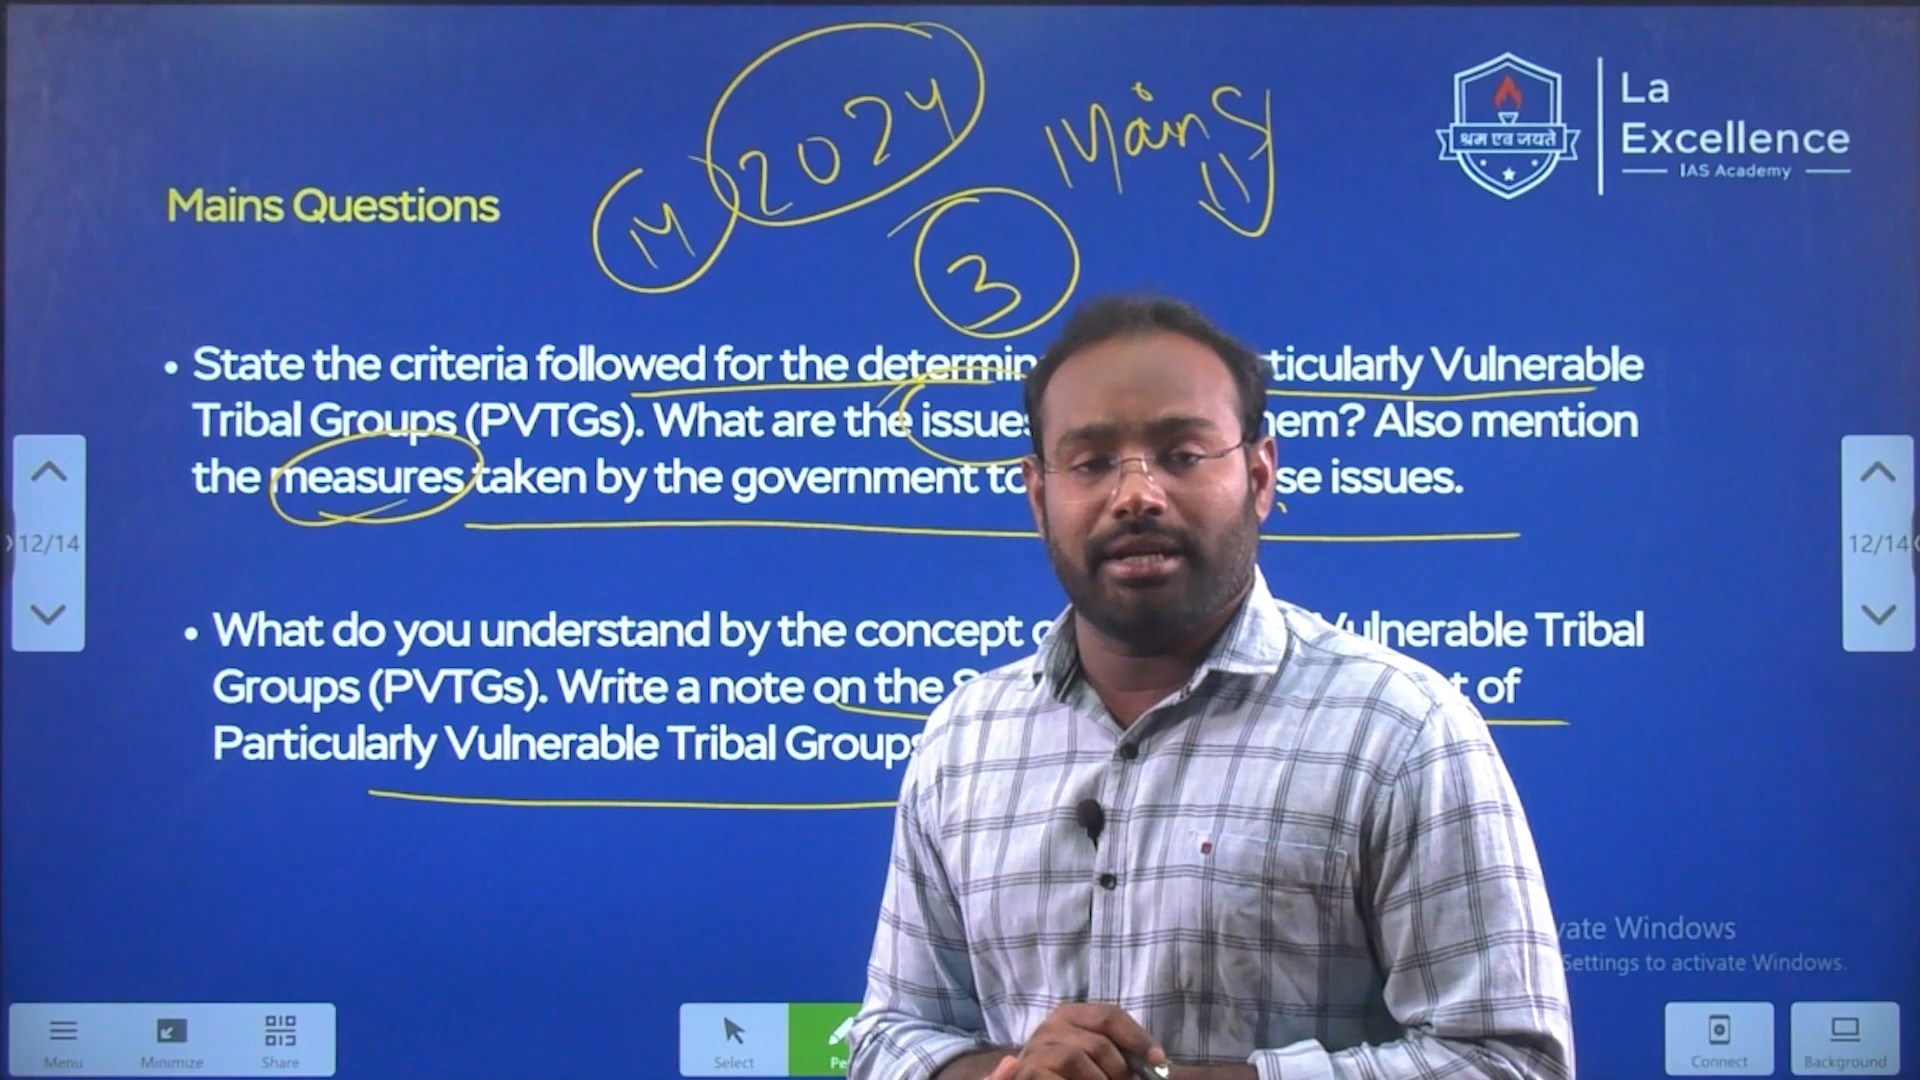 2024
Mains
14
3
श्रम एव जयते
La
Excellence
IAS Academy
Mains Questions
• State the criteria followed for the determin ticularly Vulnerable
Tribal Groups (PVTGs). What are the issues hem? Also mention
the measures taken by the government to se issues.
• What do you understand by the concept Vulnerable Tribal
Groups (PVTGs). Write a note on the t of
Particularly Vulnerable Tribal Groups
12/14
12/14
vate Windows
Settings to activate Windows.
Menu
Minimize
Share
Select
Pe
Connect
Background